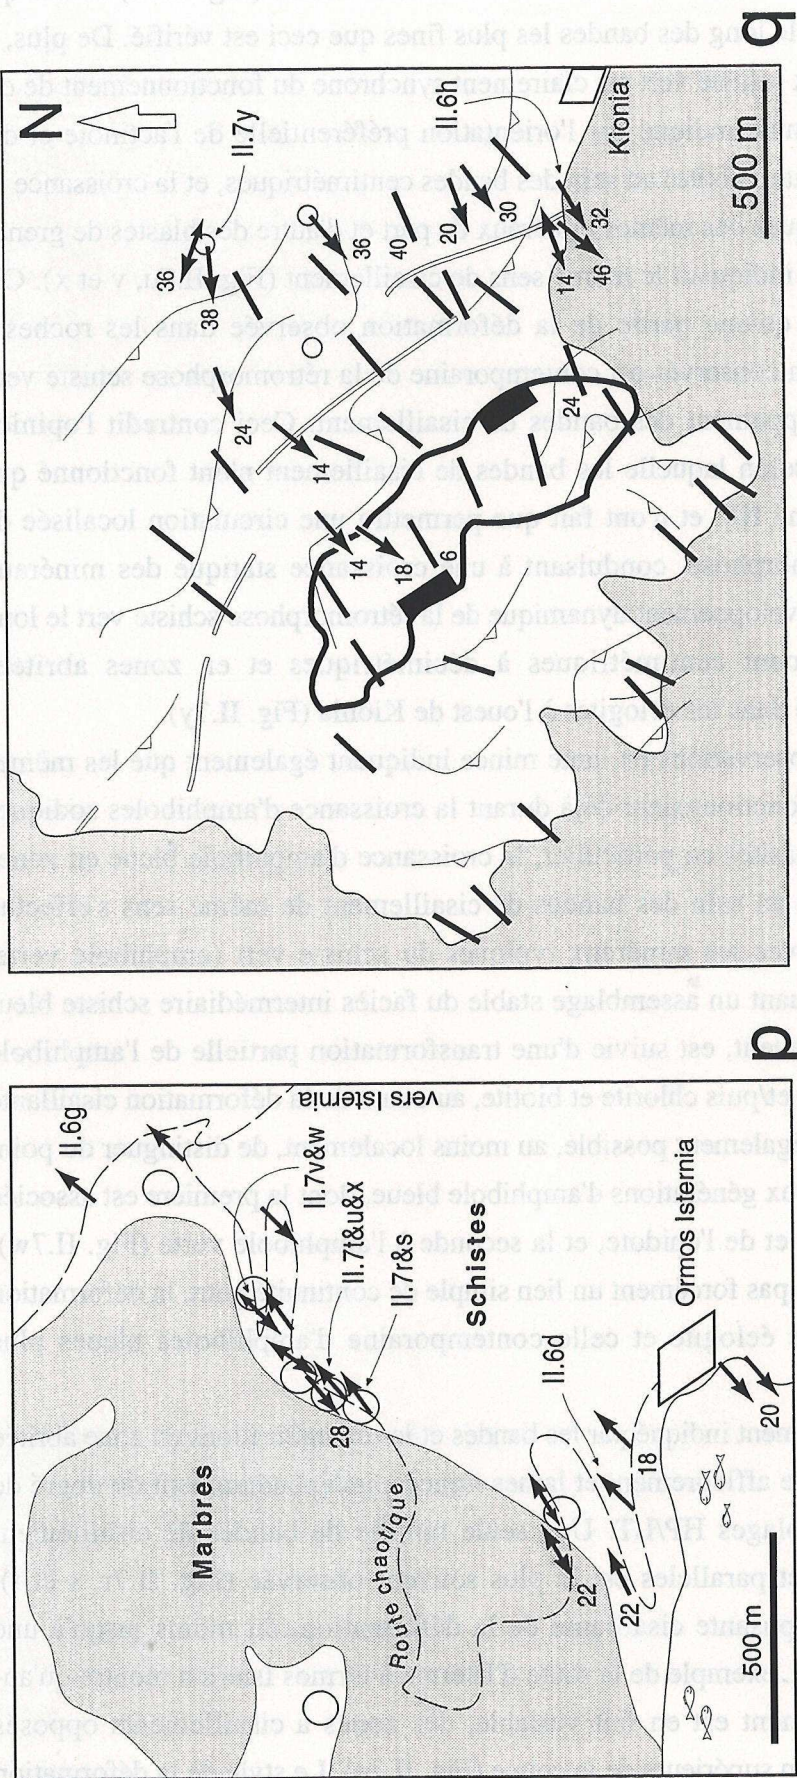 II.6g
vers Isternia
Marbres
II.7v&w
II.7t&u&x
II.7r&s
28
Schistes
Route chaotique
II.6d
22
22
18
Ormos Isternia
20
500 m
p
N
II.7y
36
38
36
24
40
20
30
II.6h
14
14
18
6
24
14
46
32
Kionia
500 m
q